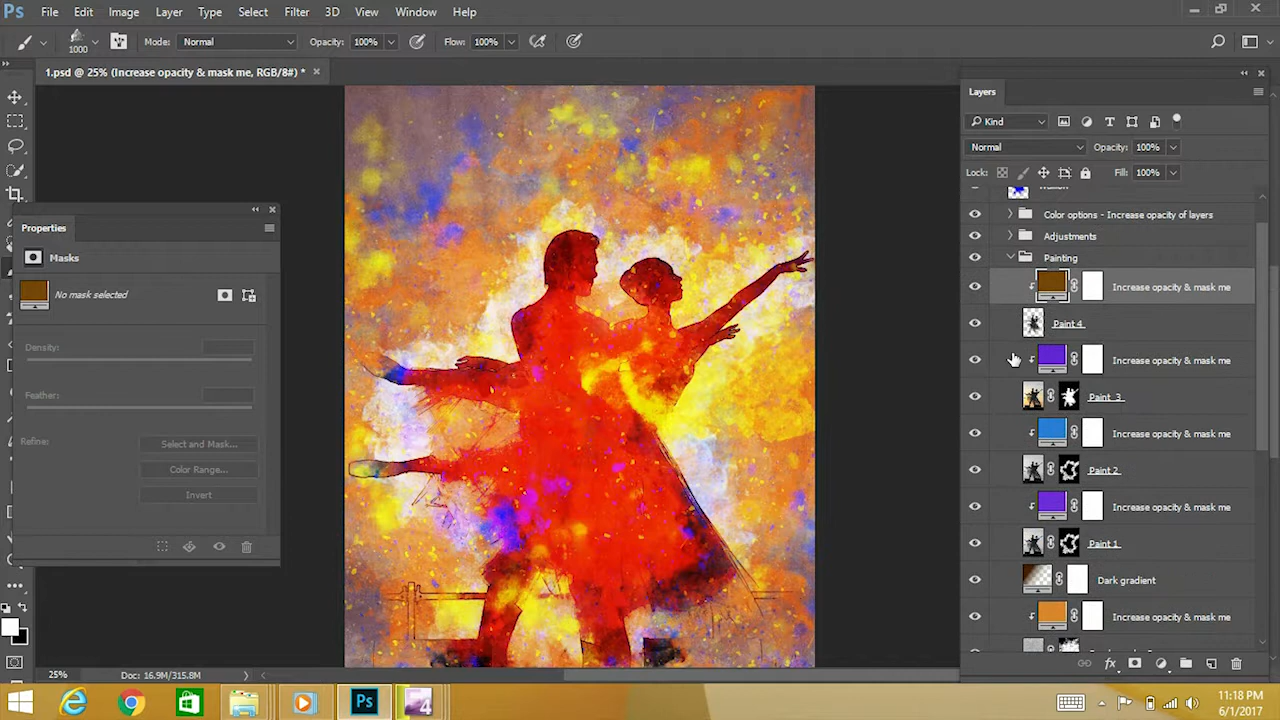 Ps File Edit Image Layer Type Select Filter 3D View Window Help
1000 Mode: Normal Opacity: 100% Flow: 100%
1.psd @ 25% (Increase opacity & mask me, RGB/8#) *
Properties
Masks
No mask selected
Density:
Feather:
Refine:
Select and Mask...
Color Range...
Invert
Layers
Kind
Normal Opacity: 100%
Lock: Fill: 100%
Color options - Increase opacity of layers
Adjustments
Painting
Increase opacity & mask me
Paint 4
Increase opacity & mask me
Paint 3
Increase opacity & mask me
Paint 2
Increase opacity & mask me
Paint 1
Dark gradient
Increase opacity & mask me
fx
25% Doc: 16.9M/315.8M
Ps 4
11:18 PM
6/1/2017